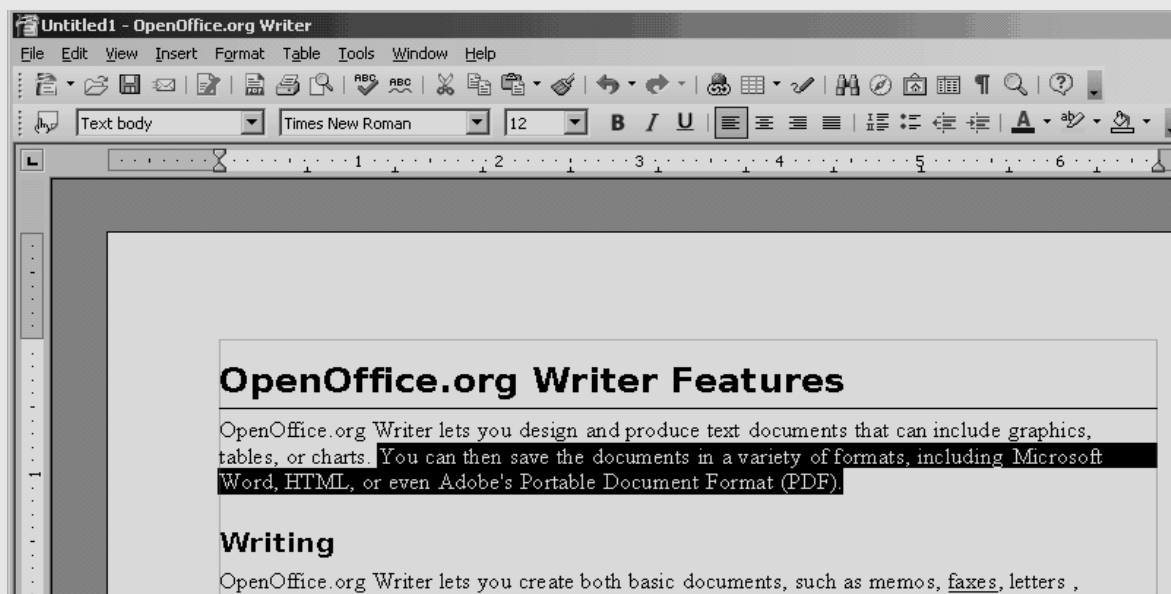 Untitled1 - OpenOffice.org Writer
File Edit View Insert Format Table Tools Window Help
ABC ABC
Text body Times New Roman 12 B I U A ab
1 2 3 4 5 6
OpenOffice.org Writer Features
OpenOffice.org Writer lets you design and produce text documents that can include graphics,
tables, or charts. You can then save the documents in a variety of formats, including Microsoft
Word, HTML, or even Adobe's Portable Document Format (PDF).
1
Writing
OpenOffice.org Writer lets you create both basic documents, such as memos, faxes, letters ,